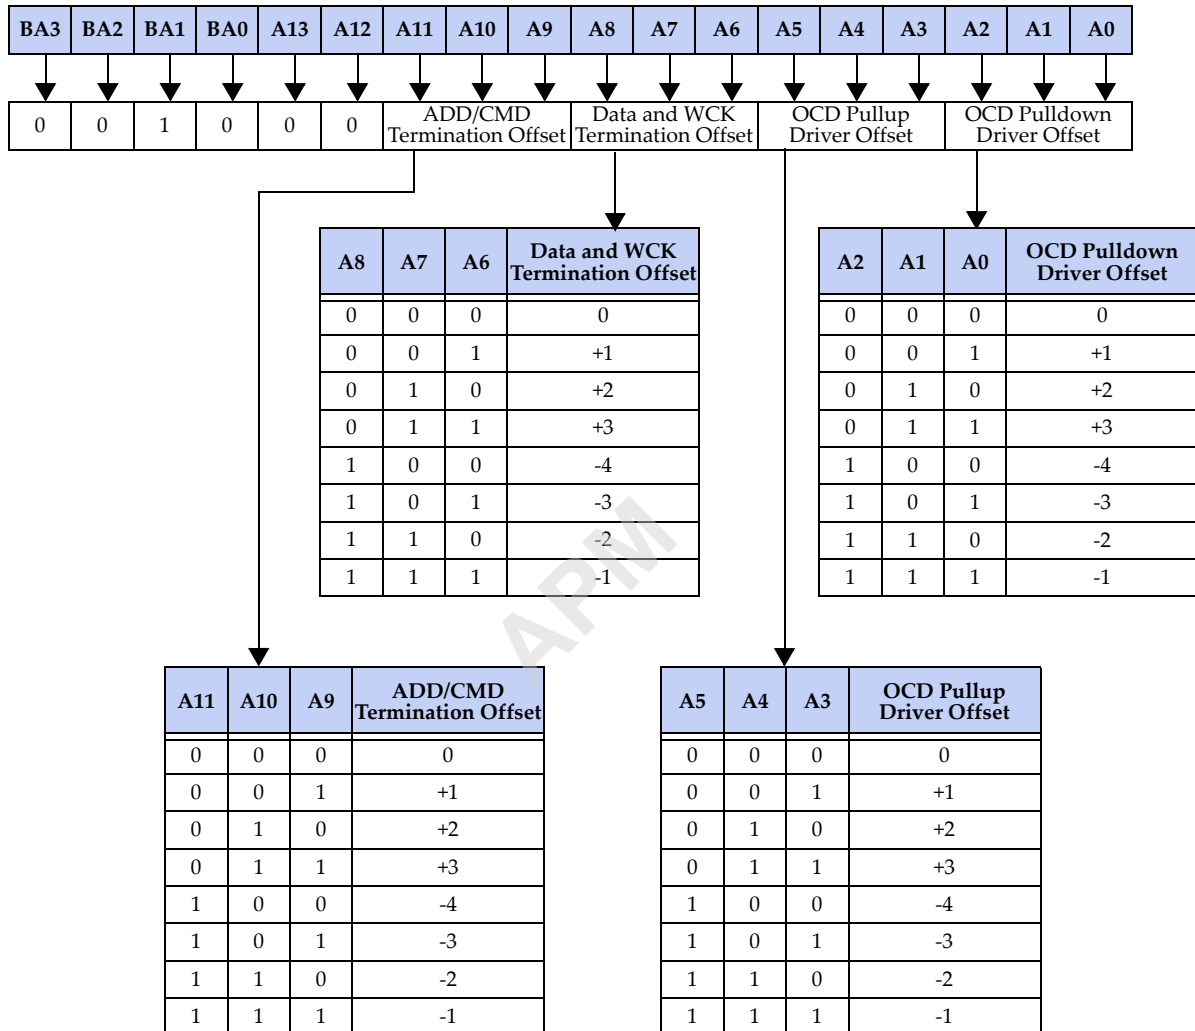 BA3 BA2 BA1 BA0 A13 A12 A11 A10 A9 A8 A7 A6 A5 A4 A3 A2 A1 A0
0 0 1 0 0 0 ADD/CMD Termination Offset Data and WCK Termination Offset OCD Pullup Driver Offset OCD Pulldown Driver Offset
A8 A7 A6 Data and WCK Termination Offset
0 0 0 0
0 0 1 +1
0 1 0 +2
0 1 1 +3
1 0 0 -4
1 0 1 -3
1 1 0 -2
1 1 1 -1
A2 A1 A0 OCD Pulldown Driver Offset
0 0 0 0
0 0 1 +1
0 1 0 +2
0 1 1 +3
1 0 0 -4
1 0 1 -3
1 1 0 -2
1 1 1 -1
APM
A11 A10 A9 ADD/CMD Termination Offset
0 0 0 0
0 0 1 +1
0 1 0 +2
0 1 1 +3
1 0 0 -4
1 0 1 -3
1 1 0 -2
1 1 1 -1
A5 A4 A3 OCD Pullup Driver Offset
0 0 0 0
0 0 1 +1
0 1 0 +2
0 1 1 +3
1 0 0 -4
1 0 1 -3
1 1 0 -2
1 1 1 -1